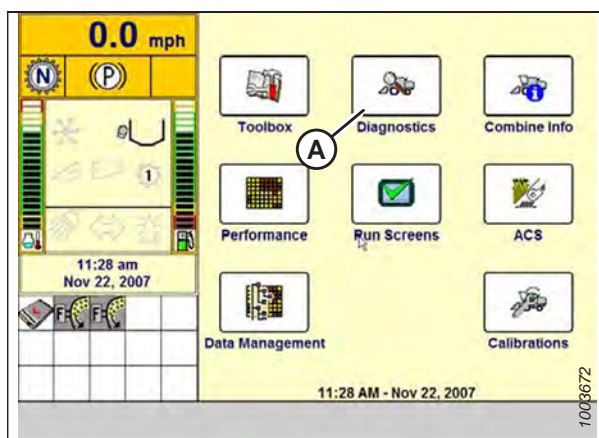 0.0 mph
N (P)
1
11:28 am
Nov 22, 2007
F F
Toolbox Diagnostics Combine Info
A
Performance Run Screens ACS
Data Management Calibrations
11:28 AM - Nov 22, 2007
1003672